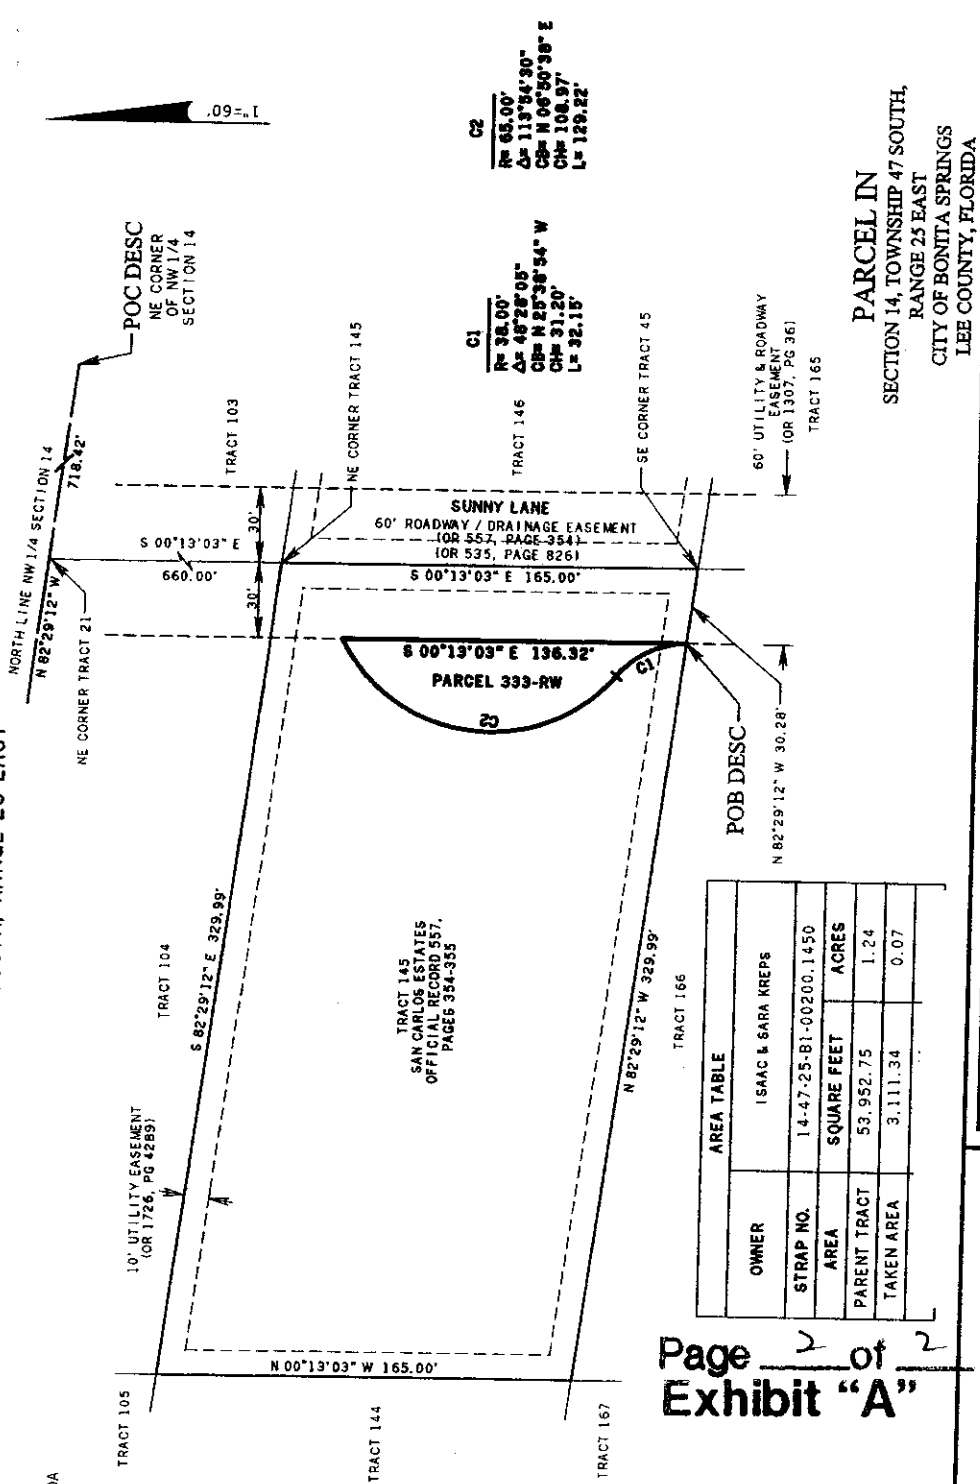 1"=60'
POC DESC
NE CORNER
OF NW 1/4
SECTION 14
NORTH LINE NW 1/4 SECTION 14
N 82°29'12" W
718.42'
NE CORNER TRACT 21
S 00°13'03" E
660.00'
30'
30'
TRACT 103
NE CORNER TRACT 145
C1
R= 38.00'
Δ= 48°28'05"
CB= N 25°38'54" W
CH= 31.20'
L= 32.15'
C2
R= 65.00'
Δ= 113°54'30"
CB= N 06°50'38" E
CH= 108.97'
L= 129.22'
SUNNY LANE
60' ROADWAY / DRAINAGE EASEMENT
(OR 557, PAGE 354)
(OR 535, PAGE 826)
S 00°13'03" E 165.00'
TRACT 146
SE CORNER TRACT 45
60' UTILITY & ROADWAY
EASEMENT
(OR 1307, PG 36)
TRACT 165
S 00°13'03" E 136.32'
PARCEL 333-RW
C2
C1
POB DESC
N 82°29'12" W 30.28'
TRACT 104
S 82°29'12" E 329.99'
10' UTILITY EASEMENT
(OR 1726, PG 4289)
TRACT 145
SAN CARLOS ESTATES
OFFICIAL RECORD 557,
PAGES 354-355
N 82°29'12" W 329.99'
TRACT 166
N 00°13'03" W 165.00'
TRACT 105
TRACT 144
TRACT 167
PARCEL IN
SECTION 14, TOWNSHIP 47 SOUTH,
RANGE 25 EAST
CITY OF BONITA SPRINGS
LEE COUNTY, FLORIDA
AREA TABLE
OWNER ISAAC & SARA KREPS
STRAP NO. 14-47-25-B1-00200.1450
AREA SQUARE FEET ACRES
PARENT TRACT 53,952.75 1.24
TAKEN AREA 3,111.34 0.07
Page 2 of 2
Exhibit "A"